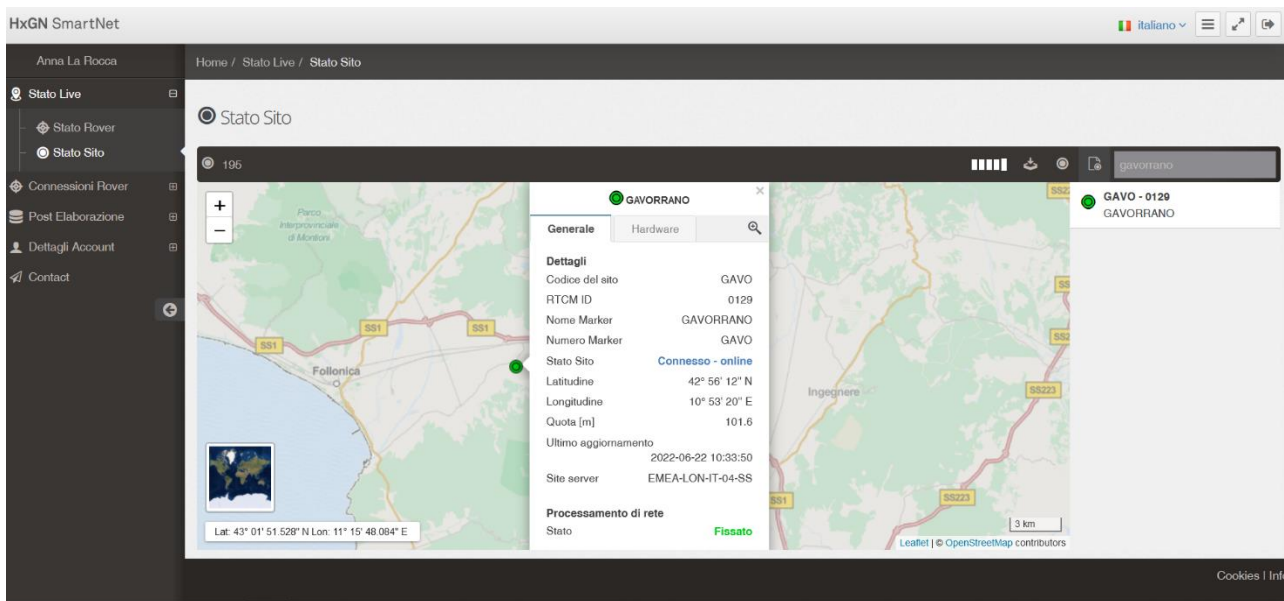 HxGN SmartNet
italiano
Anna La Rocca
Home / Stato Live / Stato Sito
Stato Live
Stato Rover
Stato Sito
Connessioni Rover
Post Elaborazione
Dettagli Account
Contact
Stato Sito
195
gavorrano
GAVO - 0129
GAVORRANO
+
−
Parco
Interprovinciale
di Montioni
SS1
SS1
SS1
Follonica
Lat: 43° 01' 51.528" N Lon: 11° 15' 48.084" E
GAVORRANO
×
Generale Hardware
Dettagli
Codice del sito GAVO
RTCM ID 0129
Nome Marker GAVORRANO
Numero Marker GAVO
Stato Sito Connesso - online
Latitudine 42° 56' 12" N
Longitudine 10° 53' 20" E
Quota [m] 101.6
Ultimo aggiornamento
2022-06-22 10:33:50
Site server EMEA-LON-IT-04-SS
Processamento di rete
Stato Fissato
Ingegnere
SS223
SS1
SS223
3 km
Leaflet | © OpenStreetMap contributors
Cookies |